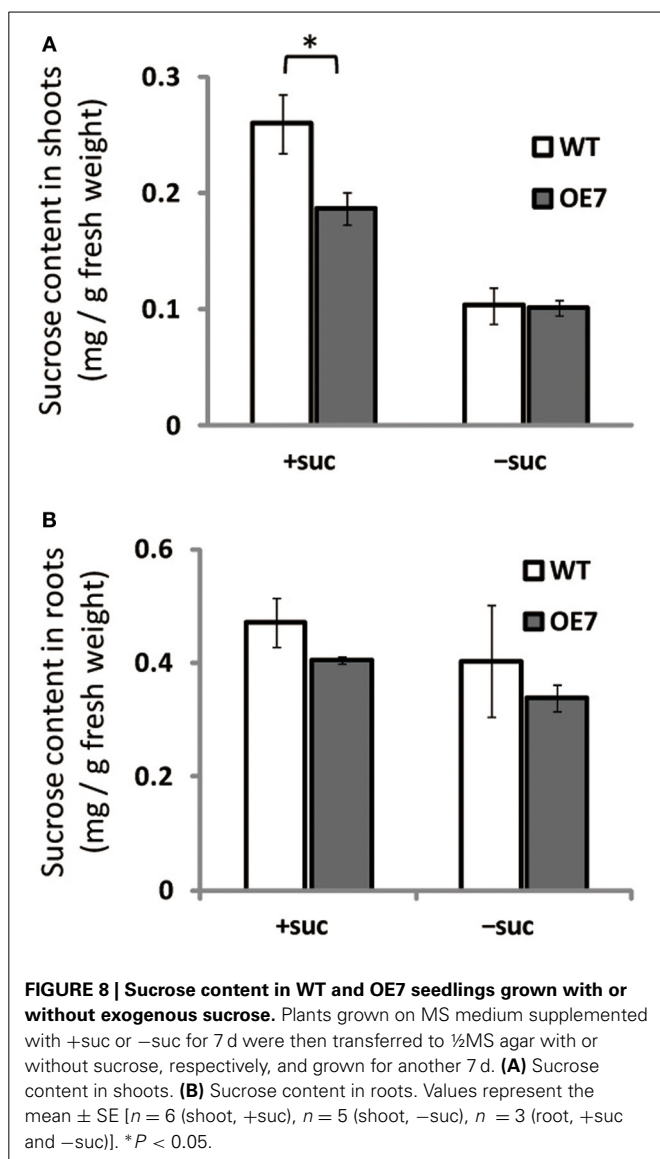 A
*
Sucrose content in shoots
(mg / g fresh weight)
0.3
0.2
0.1
0
WT
OE7
+suc
−suc
B
Sucrose content in roots
(mg / g fresh weight)
0.6
0.4
0.2
0
WT
OE7
+suc
−suc
FIGURE 8 | Sucrose content in WT and OE7 seedlings grown with or
without exogenous sucrose. Plants grown on MS medium supplemented
with +suc or −suc for 7 d were then transferred to ½MS agar with or
without sucrose, respectively, and grown for another 7 d. (A) Sucrose
content in shoots. (B) Sucrose content in roots. Values represent the
mean ± SE [n = 6 (shoot, +suc), n = 5 (shoot, −suc), n = 3 (root, +suc
and −suc)]. *P < 0.05.